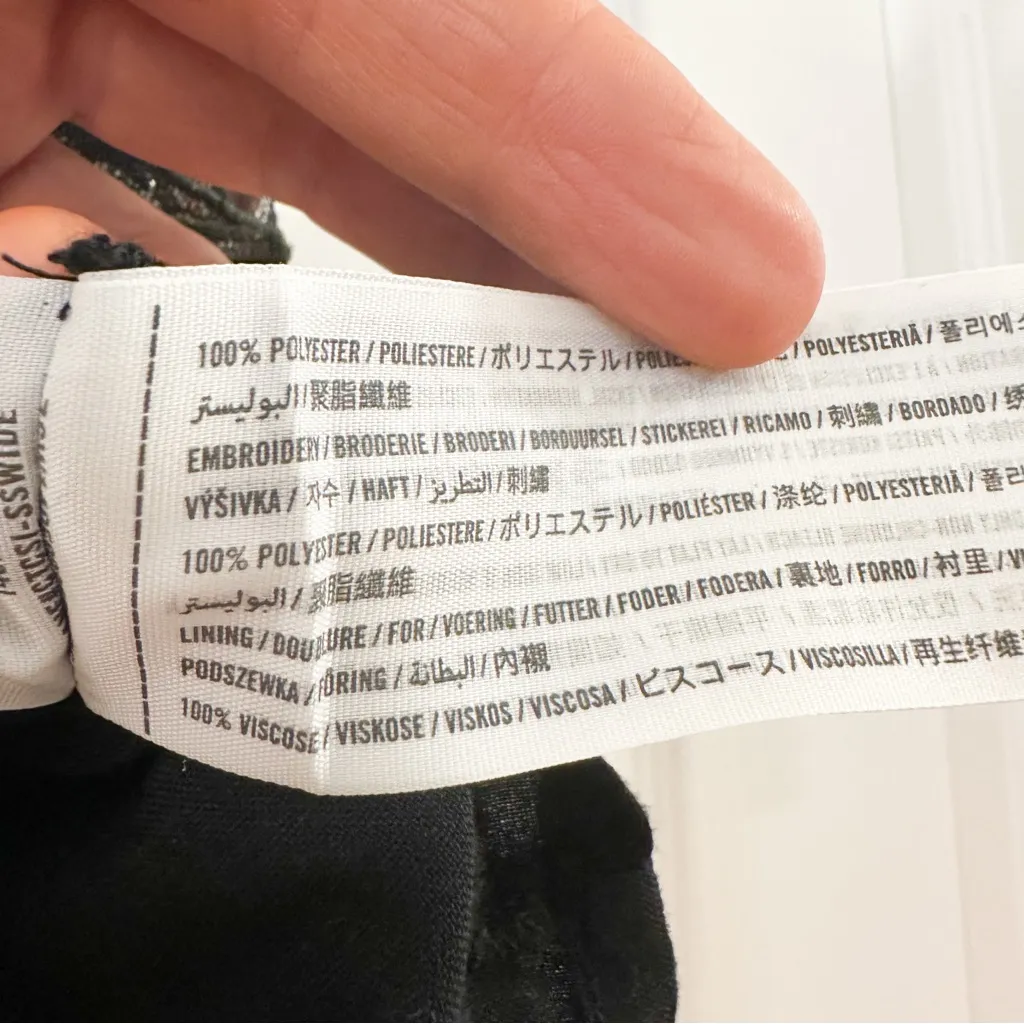 100% POLYESTER / POLIESTERE / ポリエステル / / POLYESTERIÄ / 폴리에스
البوليستر/聚脂纖維
EMBROIDERY / BRODERIE / BRODERI / BORDUURSEL / STICKEREI / RICAMO / 刺繍 / BORDADO / 绣
VÝŠIVKA / 자수 / HAFT / التطريز / 刺繡
100% POLYESTER / POLIESTERE / ポリエステル / POLIÉSTER / 涤纶 / POLYESTERIÄ / 폴리
البوليستر / 聚脂纖維
LINING / DOUBLURE / FOR / VOERING / FUTTER / FODER / FODERA / 裏地 / FORRO / 衬里 /
PODSZEWKA / FÖRING / البطانة / 內襯
100% VISCOSE / VISKOSE / VISKOS / VISCOSA / ビスコース / VISCOSILLA / 再生纤维